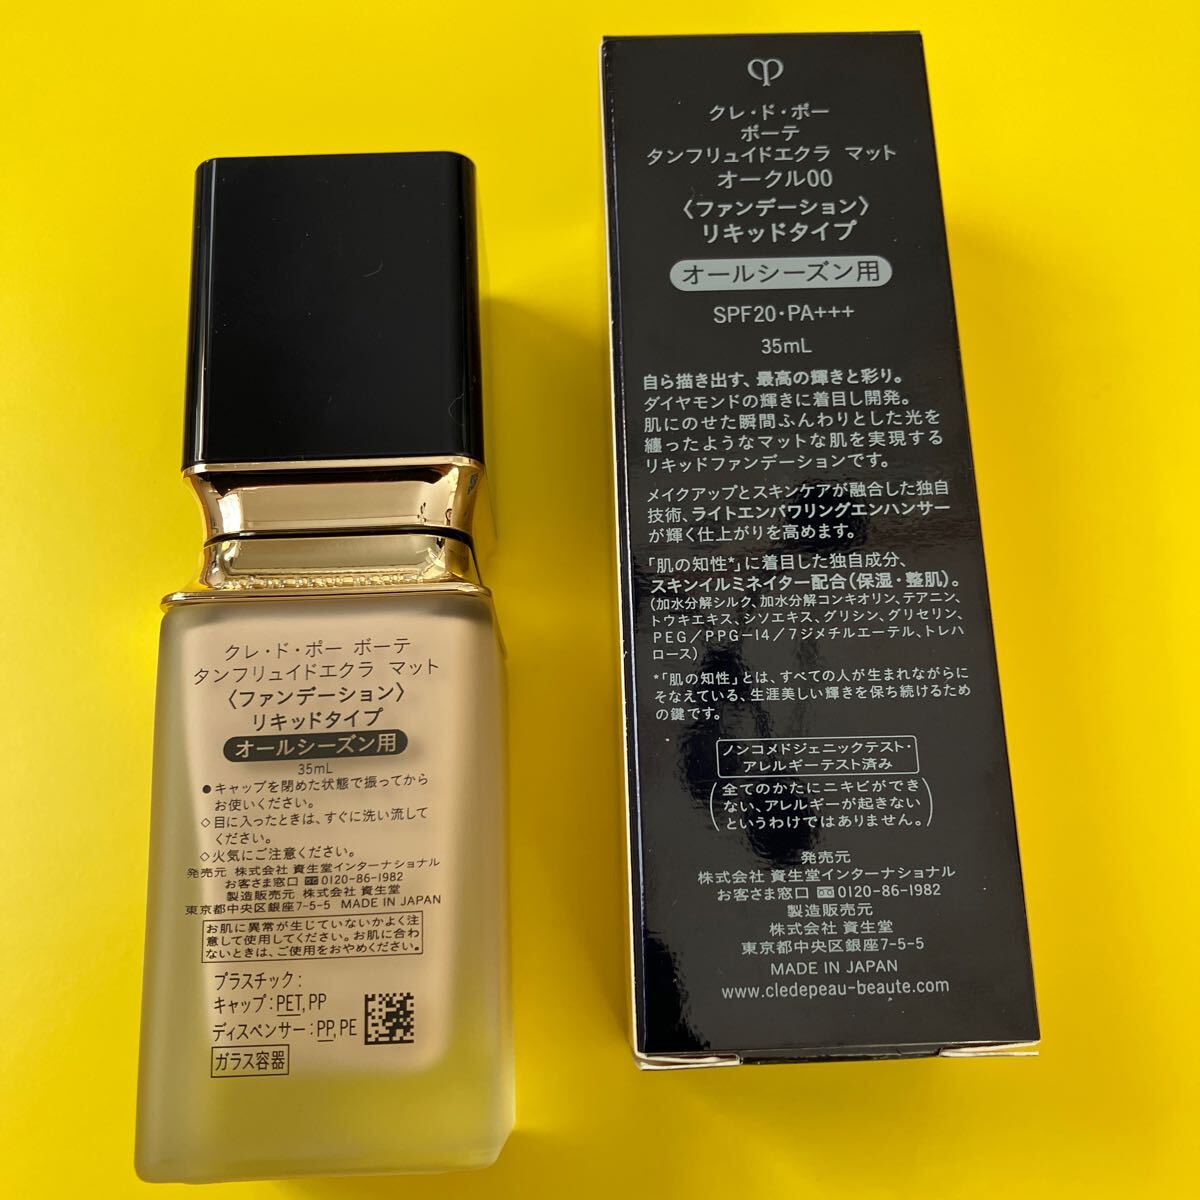 クレ・ド・ポー ボーテ
タンフリュイドエクラ マット
〈ファンデーション〉
リキッドタイプ
オールシーズン用
35mL
●キャップを閉めた状態で振ってから
お使いください。
◇目に入ったときは、すぐに洗い流して
ください。
◇火気にご注意ください。
発売元 株式会社 資生堂インターナショナル
お客さま窓口 0120-86-1982
製造販売元 株式会社 資生堂
東京都中央区銀座7-5-5 MADE IN JAPAN
お肌に異常が生じていないかよく注
意して使用してください。お肌に合わ
ないときは、ご使用をおやめください。
プラスチック:
キャップ:PET,PP
ディスペンサー:PP,PE
ガラス容器
クレ・ド・ポー
ボーテ
タンフリュイドエクラ マット
オークル00
〈ファンデーション〉
リキッドタイプ
オールシーズン用
SPF20・PA+++
35mL
自ら描き出す、最高の輝きと彩り。
ダイヤモンドの輝きに着目し開発。
肌にのせた瞬間ふんわりとした光を
纏ったようなマットな肌を実現する
リキッドファンデーションです。
メイクアップとスキンケアが融合した独自
技術、ライトエンパワリングエンハンサー
が輝く仕上がりを高めます。
「肌の知性*」に着目した独自成分、
スキンイルミネイター配合(保湿・整肌)。
(加水分解シルク、加水分解コンキオリン、テアニン、
トウキエキス、シソエキス、グリシン、グリセリン、
PEG/PPG-14/7ジメチルエーテル、トレハ
ロース)
*「肌の知性」とは、すべての人が生まれながらに
そなえている、生涯美しい輝きを保ち続けるため
の鍵です。
ノンコメドジェニックテスト・
アレルギーテスト済み
(全てのかたにニキビができ
ない、アレルギーが起きない
というわけではありません。)
発売元
株式会社 資生堂インターナショナル
お客さま窓口 0120-86-1982
製造販売元
株式会社 資生堂
東京都中央区銀座7-5-5
MADE IN JAPAN
www.cledepeau-beaute.com